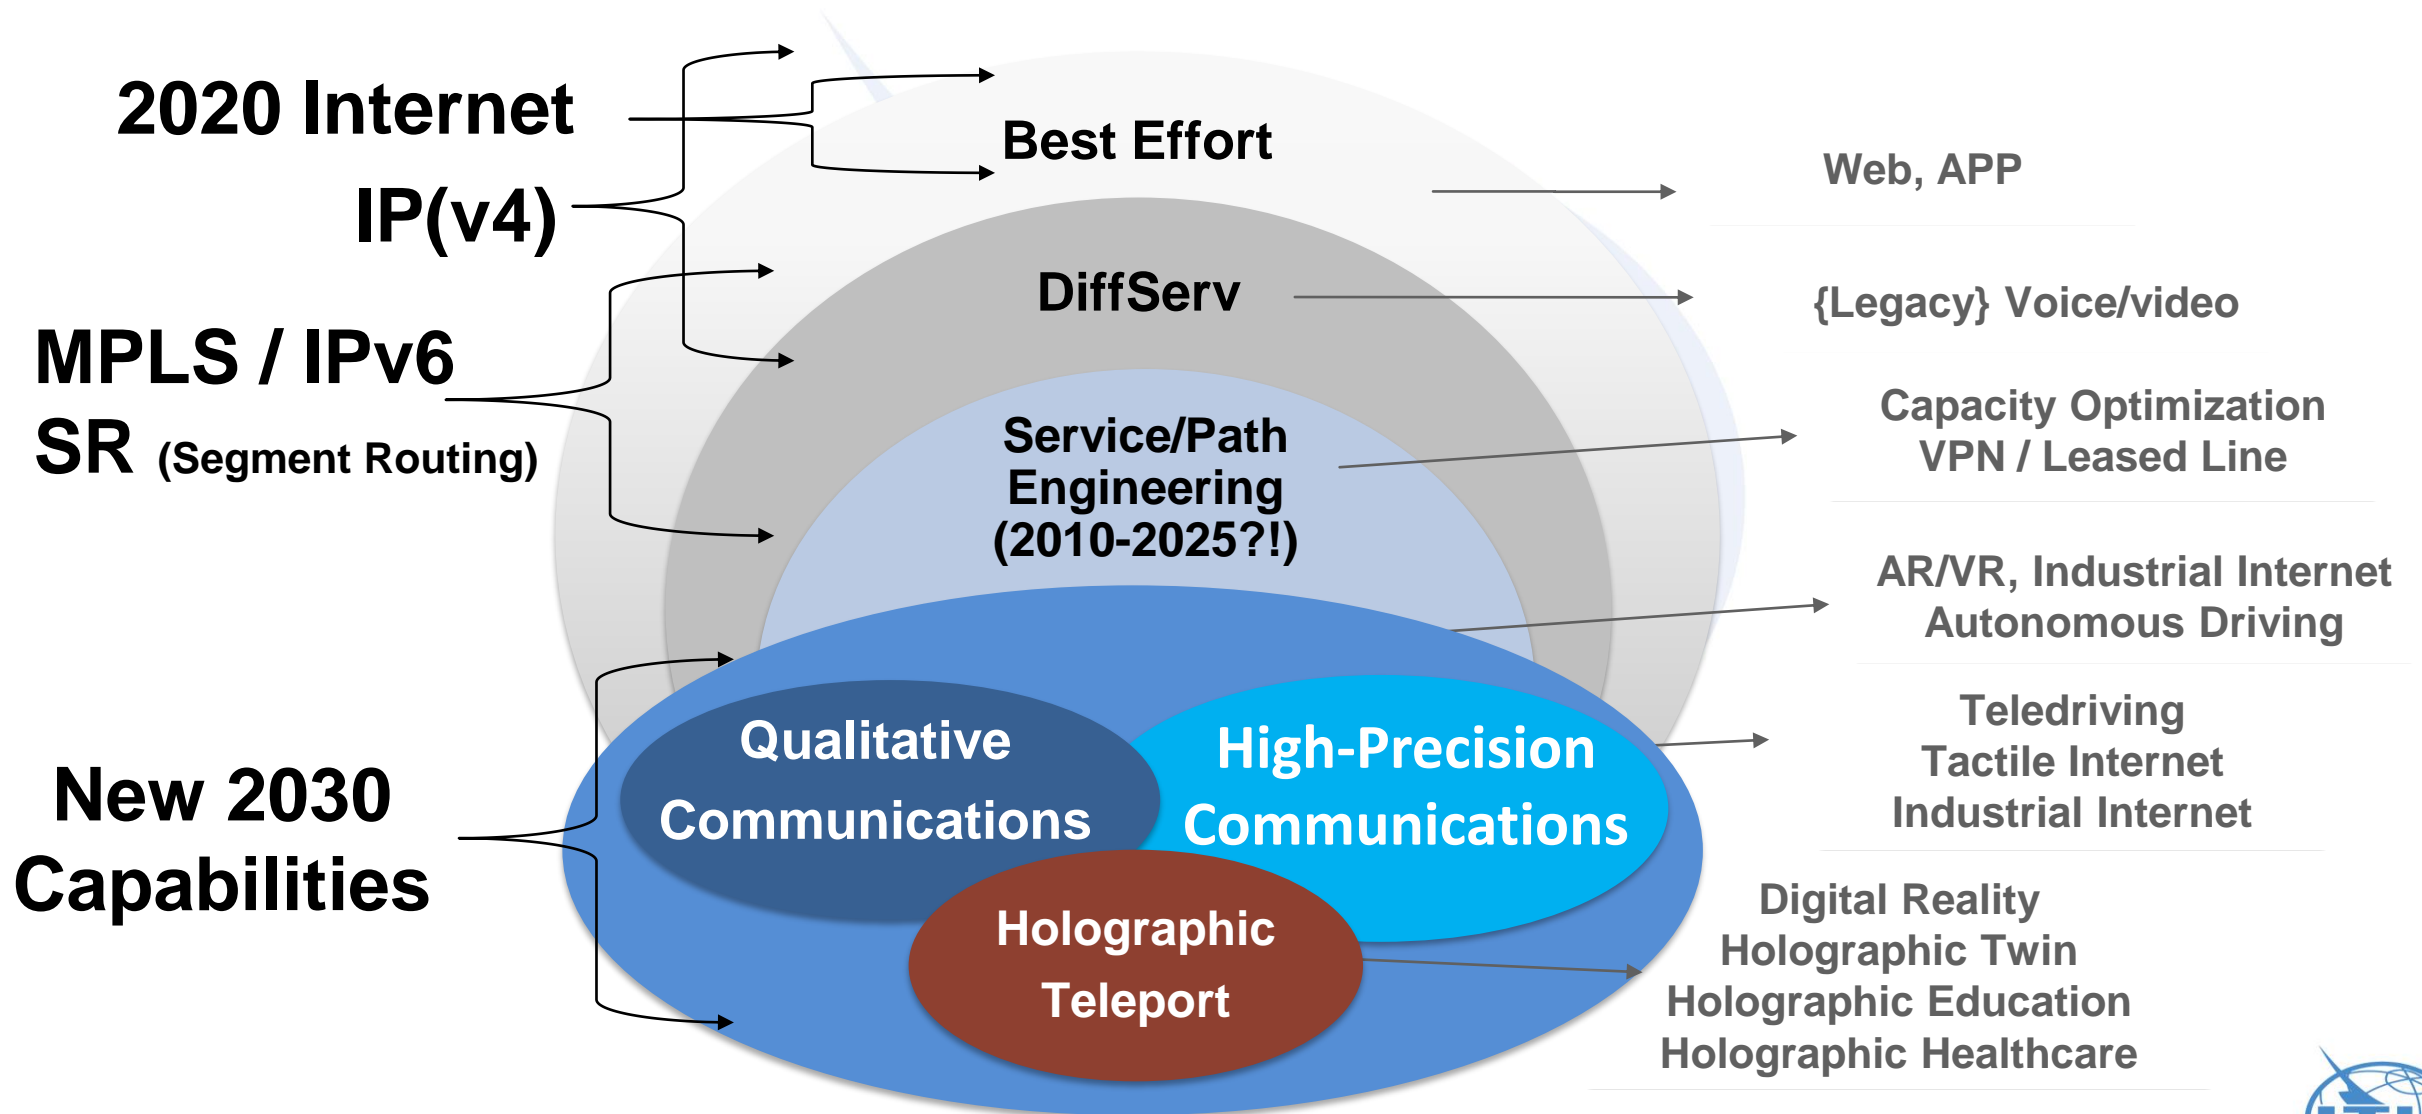 2020 Internet
IP(v4)
MPLS / IPv6
SR (Segment Routing)
New 2030
Capabilities
Best Effort
DiffServ
Service/Path
Engineering
(2010-2025?!)
Qualitative
Communications
High-Precision
Communications
Holographic
Teleport
Web, APP
{Legacy} Voice/video
Capacity Optimization
VPN / Leased Line
AR/VR, Industrial Internet
Autonomous Driving
Teledriving
Tactile Internet
Industrial Internet
Digital Reality
Holographic Twin
Holographic Education
Holographic Healthcare